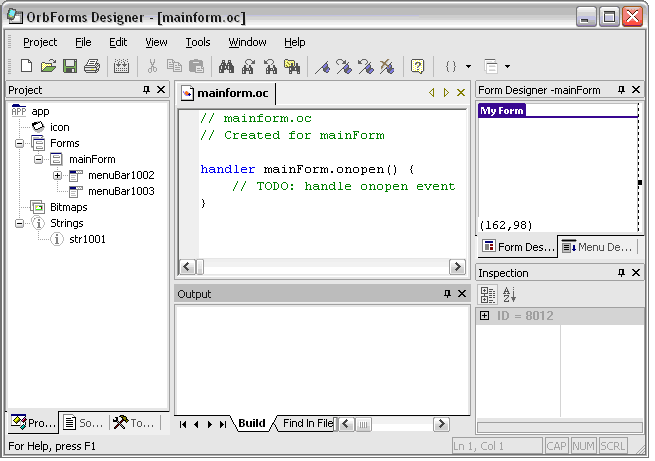 OrbForms Designer - [mainform.oc]
Project File Edit View Tools Window Help
Project
APP app
icon
Forms
mainForm
menuBar1002
menuBar1003
Bitmaps
Strings
str1001
Pro... So... To...
mainform.oc
// mainform.oc
// Created for mainForm
handler mainForm.onopen() {
// TODO: handle onopen event
}
Output
Build Find In File
Form Designer -mainForm
My Form
(162,98)
Form Des... Menu De...
Inspection
ID = 8012
For Help, press F1
Ln 1, Col 1 CAP NUM SCRL